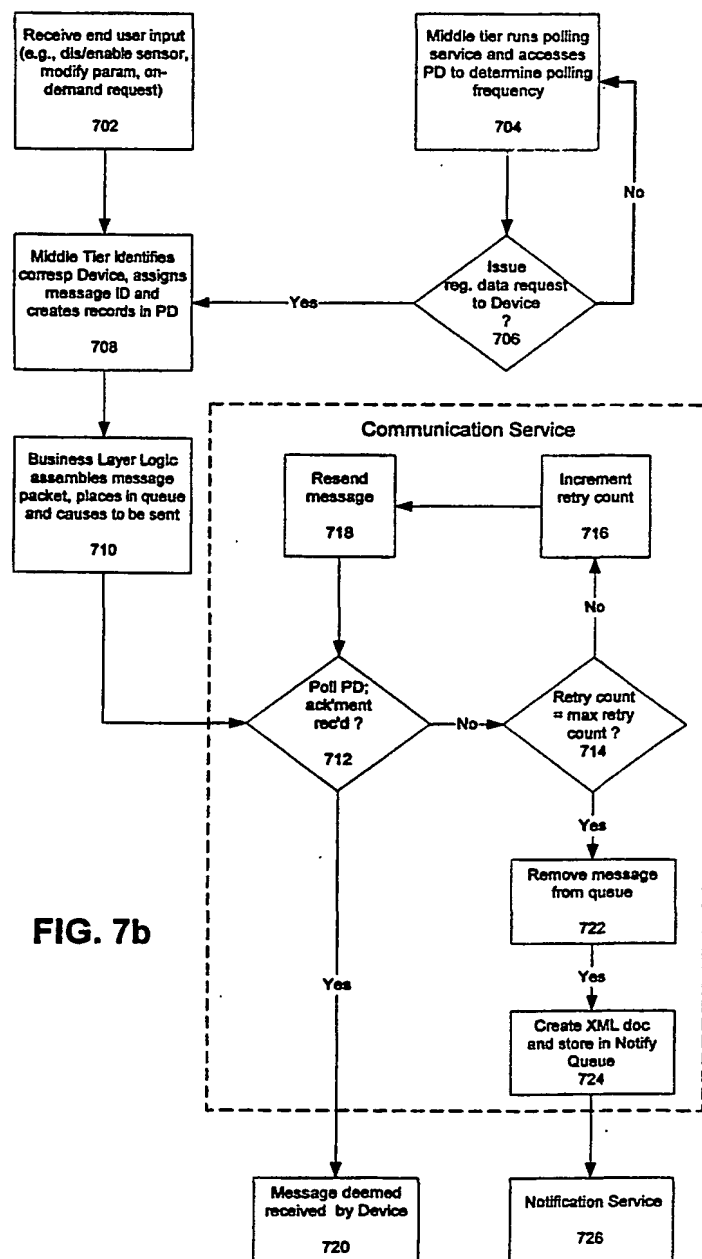 Receive end user input
(e.g., dis/enable sensor,
modify param, on-
demand request)
702
Middle tier runs polling
service and accesses
PD to determine polling
frequency
704
No
Middle Tier Identifies
corresp Device, assigns
message ID and
creates records in PD
708
Yes
Issue
reg. data request
to Device
?
706
Communication Service
Business Layer Logic
assembles message
packet, places in queue
and causes to be sent
710
Resend
message
718
Increment
retry count
716
No
Poll PD;
ack'ment
rec'd ?
712
No
Retry count
= max retry
count ?
714
Yes
Remove message
from queue
722
FIG. 7b
Yes
Yes
Create XML doc
and store in Notify
Queue
724
Message deemed
received by Device
720
Notification Service
726